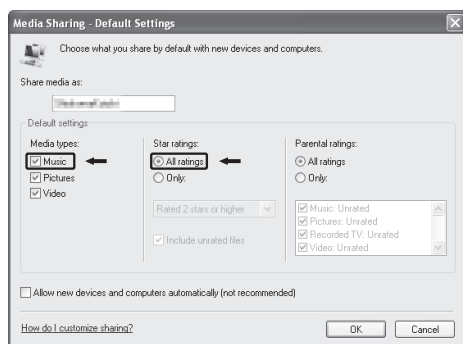 Media Sharing - Default Settings
Choose what you share by default with new devices and computers.
Share media as:
Default settings
Media types:
Music
Pictures
Video
Star ratings:
All ratings
Only:
Rated 2 stars or higher
Include unrated files
Parental ratings:
All ratings
Only:
Music: Unrated
Pictures: Unrated
Recorded TV: Unrated
Video: Unrated
Allow new devices and computers automatically (not recommended)
How do I customize sharing?
OK
Cancel